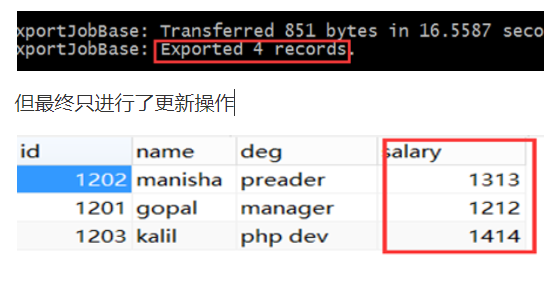 xportJobBase: Transferred 851 bytes in 16.5587 seco
xportJobBase: Exported 4 records.
但最终只进行了更新操作
id name deg salary
1202 manisha preader 1313
1201 gopal manager 1212
1203 kalil php dev 1414